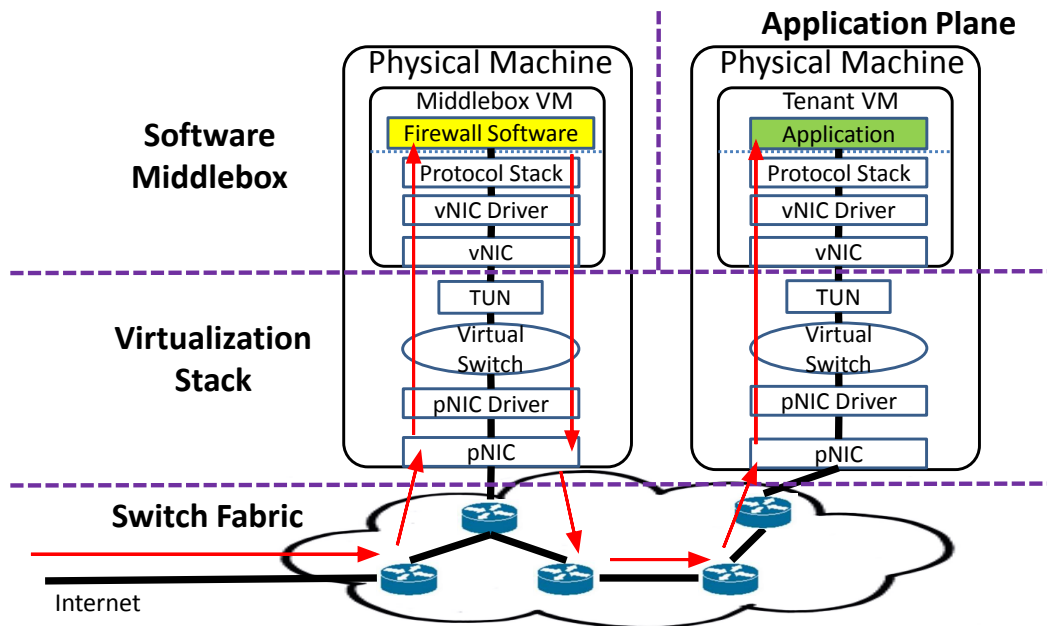 Application Plane
Physical Machine
Middlebox VM
Firewall Software
Protocol Stack
vNIC Driver
vNIC
TUN
Virtual
Switch
pNIC Driver
pNIC
Physical Machine
Tenant VM
Application
Protocol Stack
vNIC Driver
vNIC
TUN
Virtual
Switch
pNIC Driver
pNIC
Software
Middlebox
Virtualization
Stack
Switch Fabric
Internet